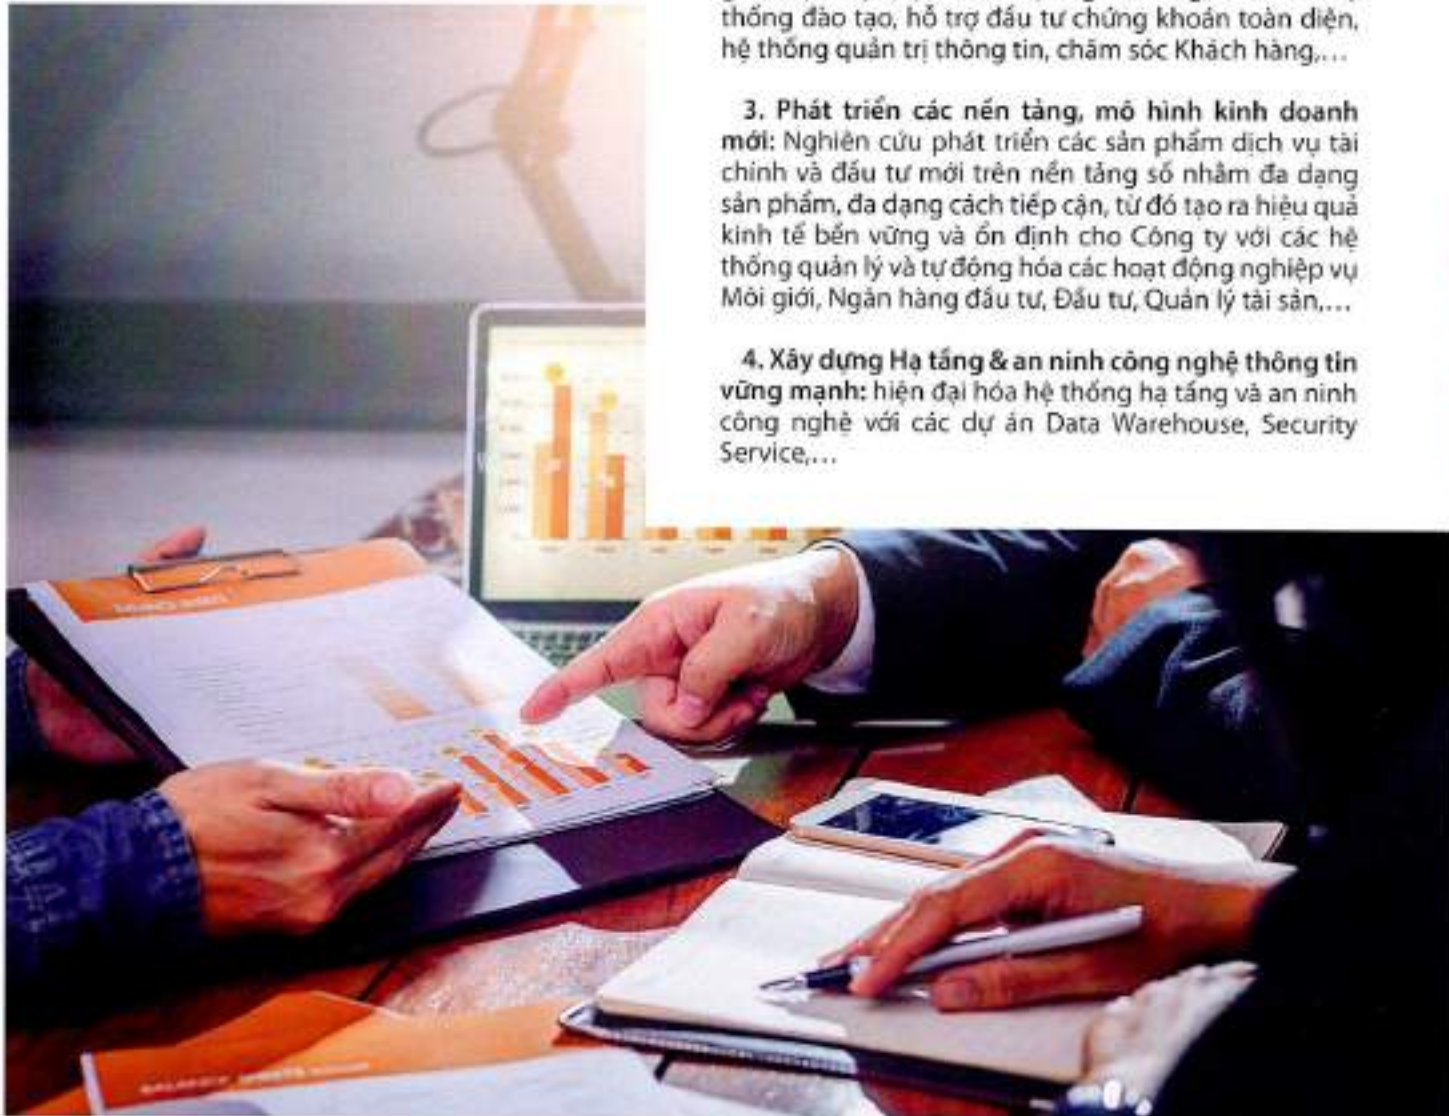 thống đào tạo, hỗ trợ đầu tư chứng khoán toàn diện,
hệ thống quản trị thông tin, chăm sóc Khách hàng,...
3. Phát triển các nền tảng, mô hình kinh doanh
mới: Nghiên cứu phát triển các sản phẩm dịch vụ tài
chính và đầu tư mới trên nền tảng số nhằm đa dạng
sản phẩm, đa dạng cách tiếp cận, từ đó tạo ra hiệu quả
kinh tế bền vững và ổn định cho Công ty với các hệ
thống quản lý và tự động hóa các hoạt động nghiệp vụ
Môi giới, Ngân hàng đầu tư, Đầu tư, Quản lý tài sản,...
4. Xây dựng Hạ tầng & an ninh công nghệ thông tin
vững mạnh: hiện đại hóa hệ thống hạ tầng và an ninh
công nghệ với các dự án Data Warehouse, Security
Service,...